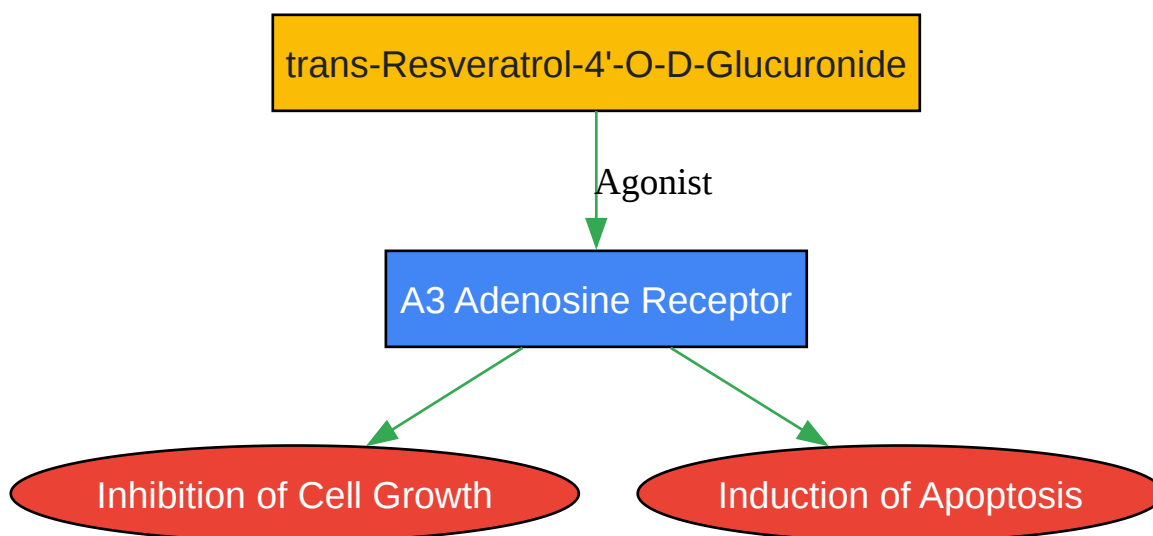 trans-Resveratrol-4'-O-D-Glucuronide
Agonist
A3 Adenosine Receptor
Inhibition of Cell Growth
Induction of Apoptosis